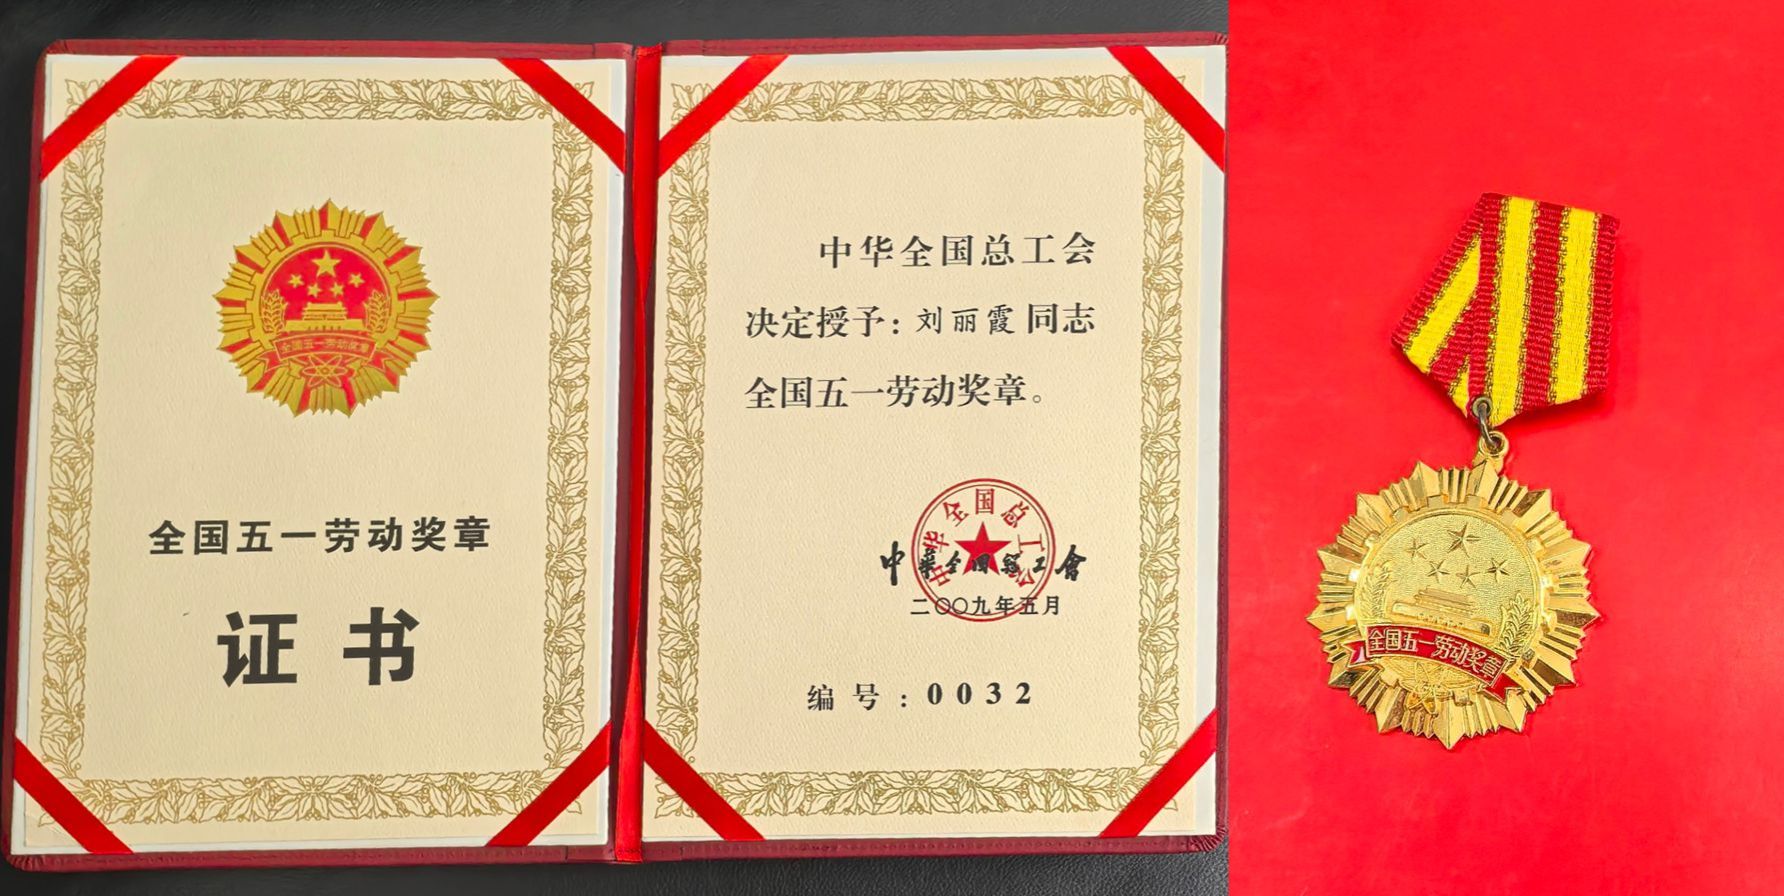 全国五一劳动奖章
全国五一劳动奖章
证书
中华全国总工会
决定授予：刘丽霞同志
全国五一劳动奖章。
中华全国总工会
中華全国總工會
二〇〇九年五月
编号：0032
全国五一劳动奖章